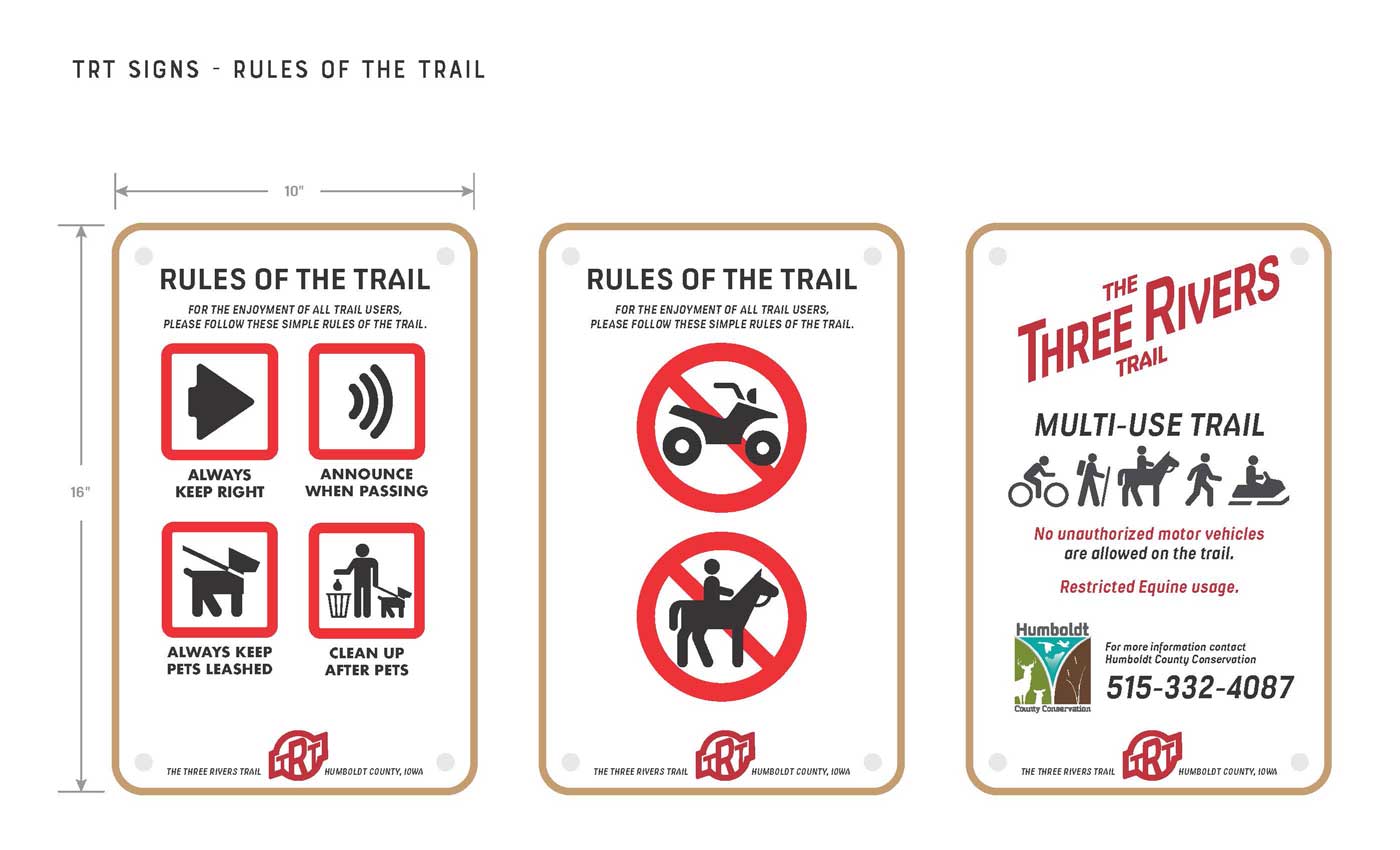 TRT SIGNS - RULES OF THE TRAIL
10"
16"
RULES OF THE TRAIL
FOR THE ENJOYMENT OF ALL TRAIL USERS,
PLEASE FOLLOW THESE SIMPLE RULES OF THE TRAIL.
ALWAYS
KEEP RIGHT
ANNOUNCE
WHEN PASSING
ALWAYS KEEP
PETS LEASHED
CLEAN UP
AFTER PETS
THE THREE RIVERS TRAIL
TRT
HUMBOLDT COUNTY, IOWA
RULES OF THE TRAIL
FOR THE ENJOYMENT OF ALL TRAIL USERS,
PLEASE FOLLOW THESE SIMPLE RULES OF THE TRAIL.
THE THREE RIVERS TRAIL
TRT
HUMBOLDT COUNTY, IOWA
THE
THREE RIVERS
TRAIL
MULTI-USE TRAIL
No unauthorized motor vehicles
are allowed on the trail.
Restricted Equine usage.
Humboldt
County Conservation
For more information contact
Humboldt County Conservation
515-332-4087
THE THREE RIVERS TRAIL
TRT
HUMBOLDT COUNTY, IOWA